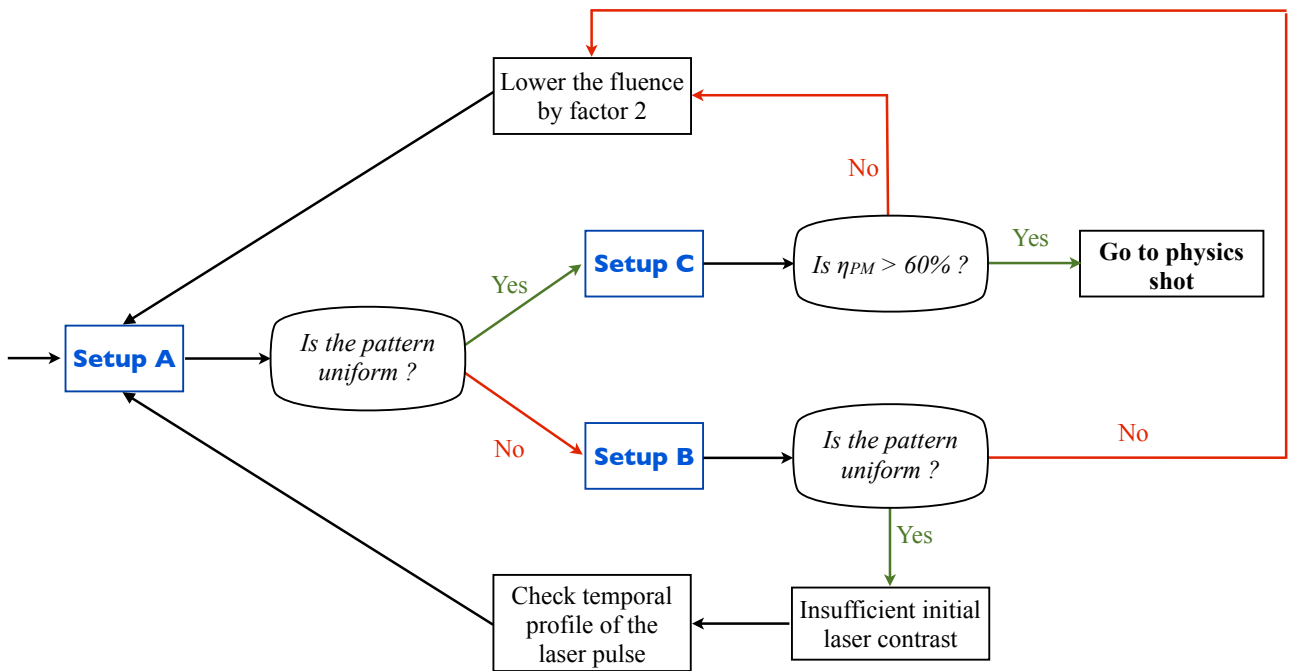 Lower the fluence
by factor 2
No
Setup C
Is ηPM > 60% ?
Yes
Go to physics
shot
Yes
Setup A
Is the pattern
uniform ?
No
Setup B
Is the pattern
uniform ?
No
Yes
Check temporal
profile of the
laser pulse
Insufficient initial
laser contrast